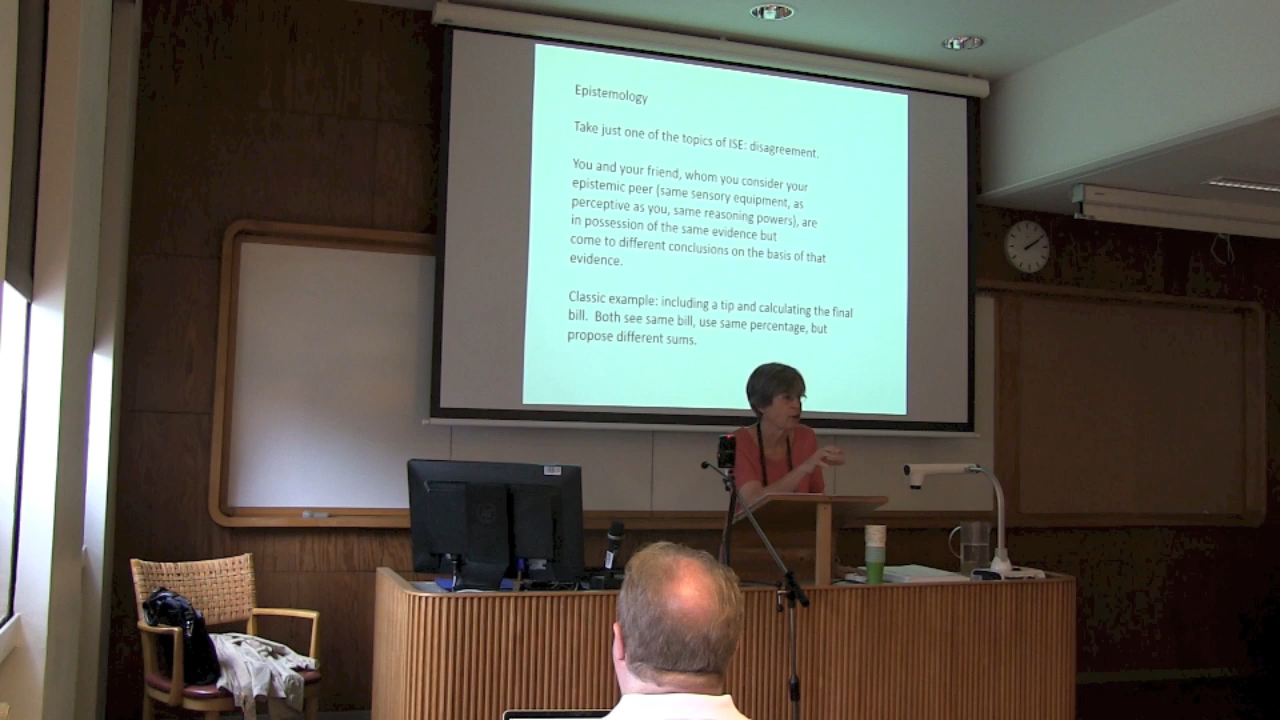 Epistemology
Take just one of the topics of ISE: disagreement.
You and your friend, whom you consider your
epistemic peer (same sensory equipment, as
perceptive as you, same reasoning powers), are
in possession of the same evidence but
come to different conclusions on the basis of that
evidence.
Classic example: including a tip and calculating the final
bill. Both see same bill, use same percentage, but
propose different sums.